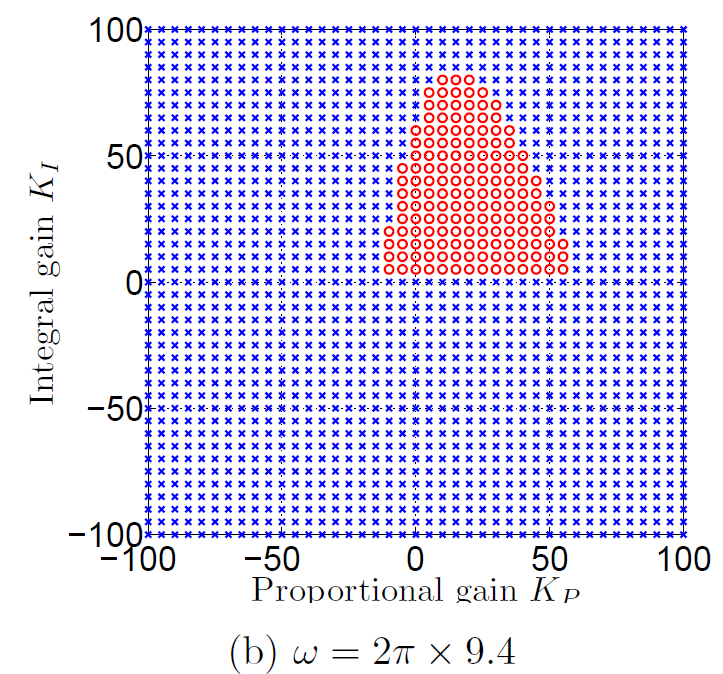 100
50
0
−50
−100
Integral gain K_I
−100 −50 0 50 100
Proportional gain K_P
(b) ω = 2π × 9.4